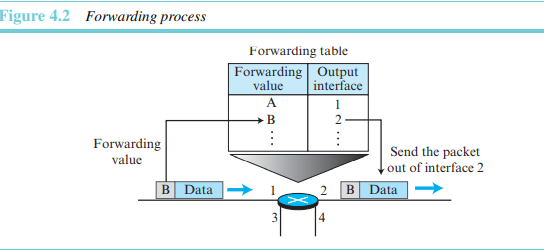 Figure 4.2 Forwarding process
Forwarding table
Forwarding value Output interface
A 1
B 2
⋮ ⋮
Forwarding
value
Send the packet
out of interface 2
B Data 1 2 B Data
3 4